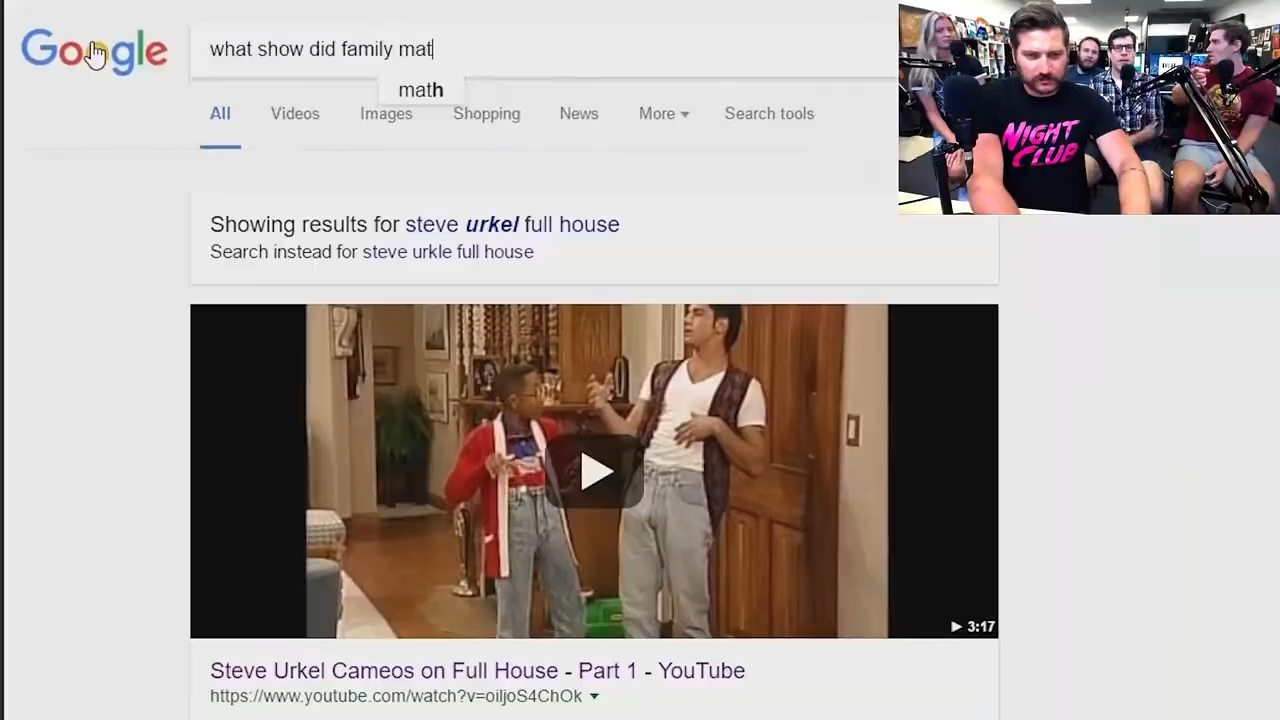 Google
what show did family mat
math
All Videos Images Shopping News More Search tools
NIGHT
CLUB
Showing results for steve urkel full house
Search instead for steve urkle full house
3:17
Steve Urkel Cameos on Full House - Part 1 - YouTube
https://www.youtube.com/watch?v=oiljoS4ChOk